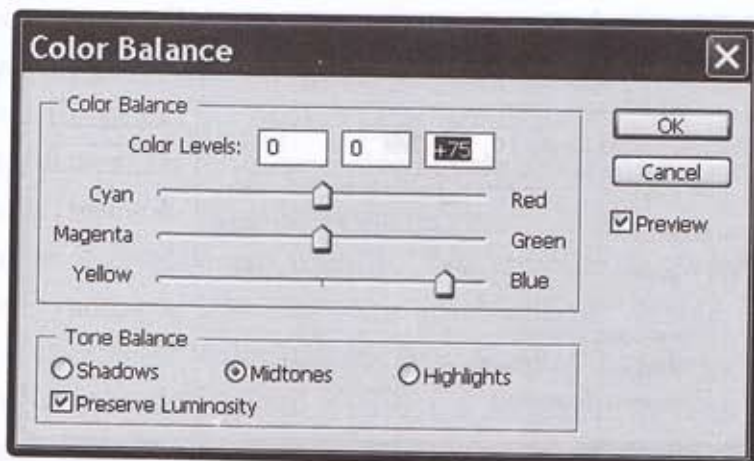 Color Balance
Color Balance
Color Levels: 0 0 +75
OK
Cancel
Cyan Red
Preview
Magenta Green
Yellow Blue
Tone Balance
Shadows Midtones Highlights
Preserve Luminosity